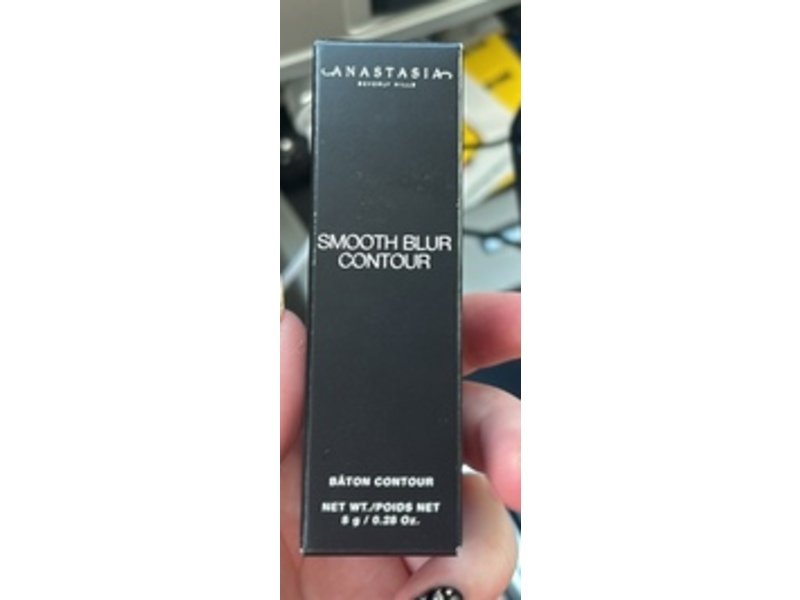 ANASTASIA
BEVERLY HILLS
SMOOTH BLUR
CONTOUR
BÂTON CONTOUR
NET WT./POIDS NET
8 g / 0.28 Oz.